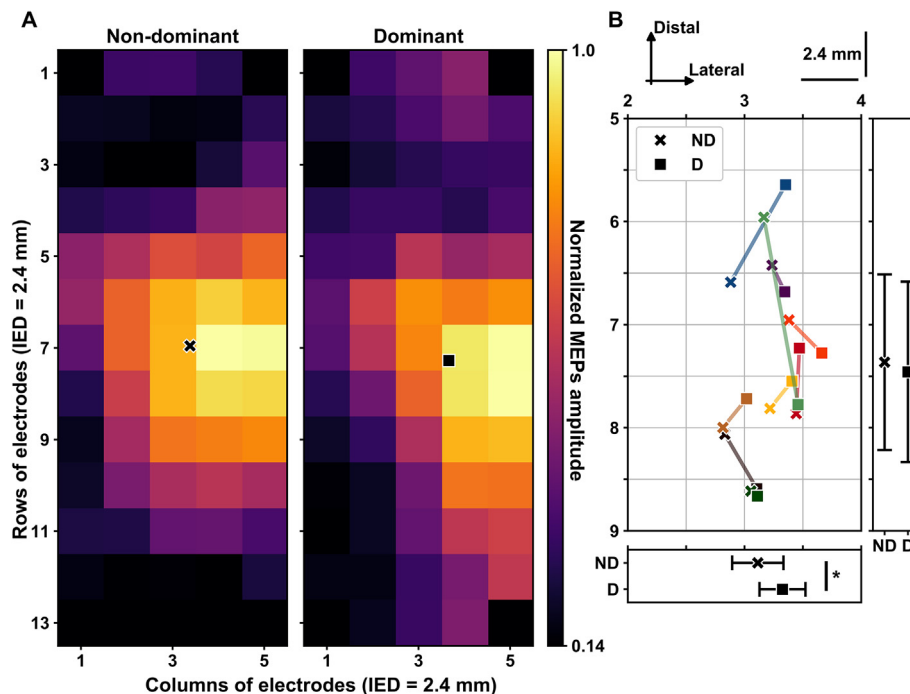 A
Non-dominant
Dominant
1
3
5
7
9
11
13
Rows of electrodes (IED = 2.4 mm)
1 3 5
1 3 5
Columns of electrodes (IED = 2.4 mm)
1.0
Normalized MEPs amplitude
0.14
B
Distal
Lateral
2.4 mm
2 3 4
ND
D
5
6
7
8
9
ND D
ND
D
*